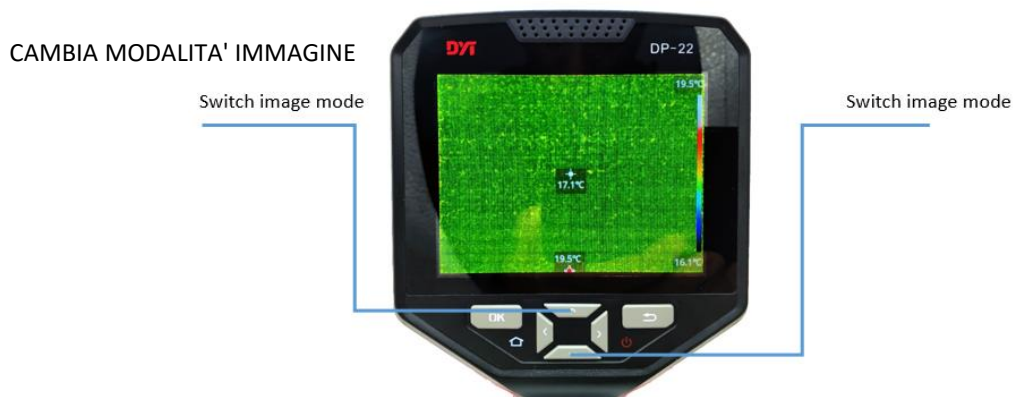 CAMBIA MODALITA' IMMAGINE
DYT DP-22
Switch image mode
Switch image mode
19.5℃
17.1℃
19.5℃
16.1℃
OK